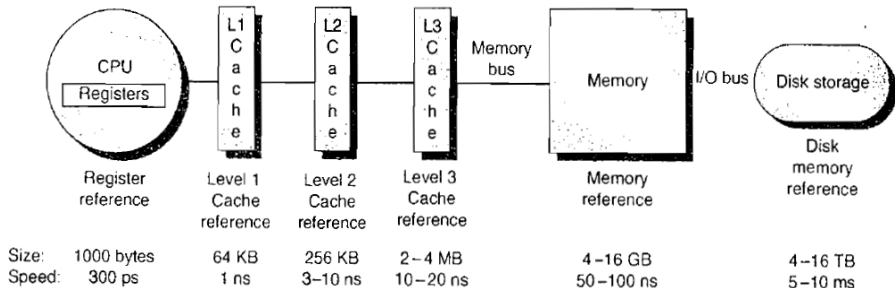 CPU
Registers
L1
Cache
L2
Cache
L3
Cache
Memory
bus
Memory
I/O bus
Disk storage
Register
reference
Level 1
Cache
reference
Level 2
Cache
reference
Level 3
Cache
reference
Memory
reference
Disk
memory
reference
Size: 1000 bytes 64 KB 256 KB 2–4 MB 4–16 GB 4–16 TB
Speed: 300 ps 1 ns 3–10 ns 10–20 ns 50–100 ns 5–10 ms